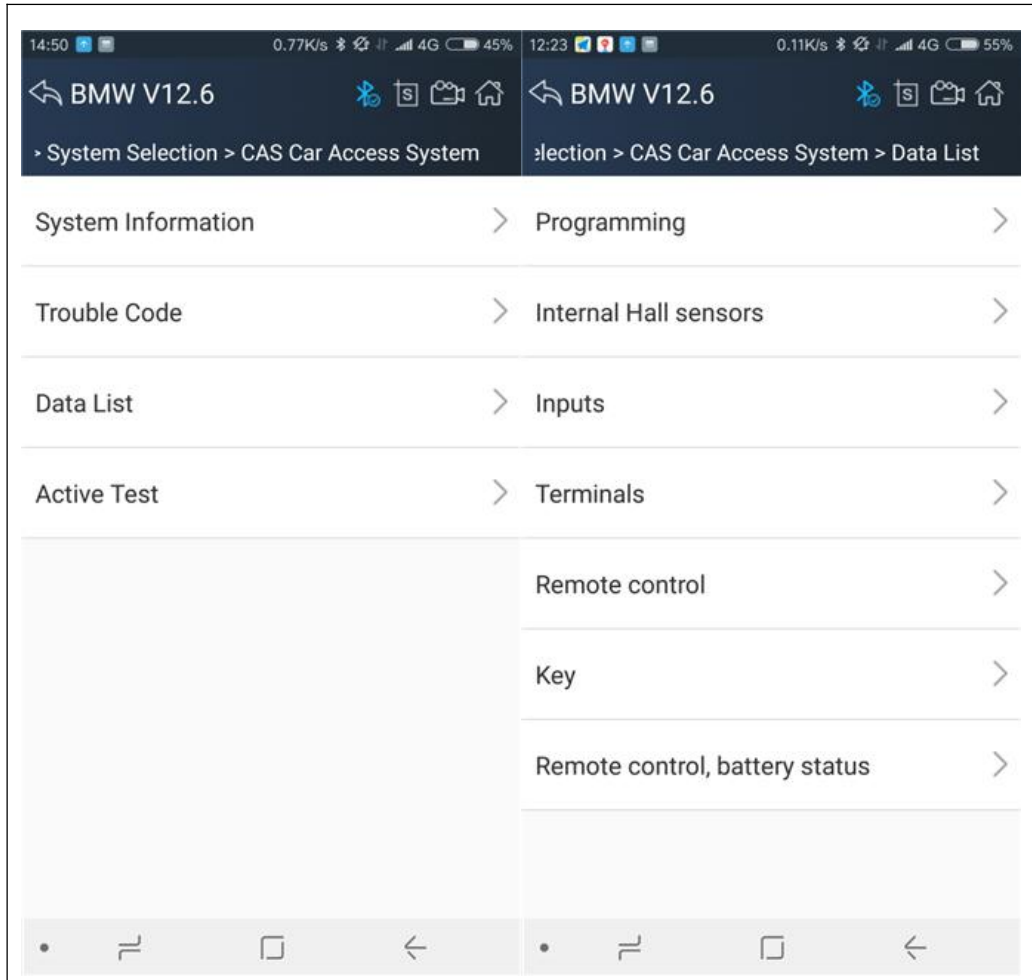 14:50 0.77K/s 4G 45%
BMW V12.6
> System Selection > CAS Car Access System
System Information
Trouble Code
Data List
Active Test
12:23 0.11K/s 4G 55%
BMW V12.6
election > CAS Car Access System > Data List
Programming
Internal Hall sensors
Inputs
Terminals
Remote control
Key
Remote control, battery status